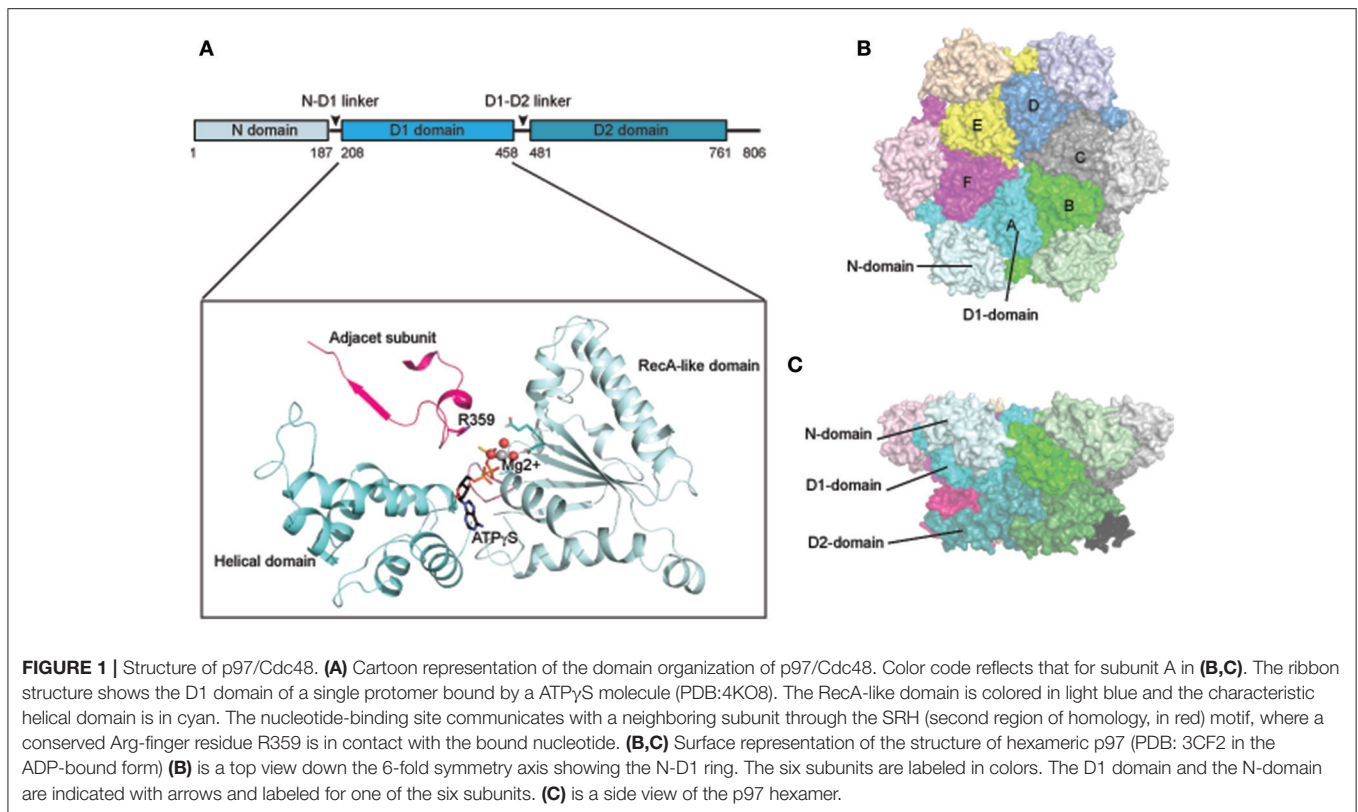 A
N-D1 linker
D1-D2 linker
N domain
D1 domain
D2 domain
1
187
208
458
481
761
806
Adjacet subunit
RecA-like domain
R359
Mg2+
ATPγS
Helical domain
B
D
E
C
F
B
A
N-domain
D1-domain
C
N-domain
D1-domain
D2-domain
FIGURE 1 | Structure of p97/Cdc48. (A) Cartoon representation of the domain organization of p97/Cdc48. Color code reflects that for subunit A in (B,C). The ribbon
structure shows the D1 domain of a single protomer bound by a ATPγS molecule (PDB:4KO8). The RecA-like domain is colored in light blue and the characteristic
helical domain is in cyan. The nucleotide-binding site communicates with a neighboring subunit through the SRH (second region of homology, in red) motif, where a
conserved Arg-finger residue R359 is in contact with the bound nucleotide. (B,C) Surface representation of the structure of hexameric p97 (PDB: 3CF2 in the
ADP-bound form) (B) is a top view down the 6-fold symmetry axis showing the N-D1 ring. The six subunits are labeled in colors. The D1 domain and the N-domain
are indicated with arrows and labeled for one of the six subunits. (C) is a side view of the p97 hexamer.